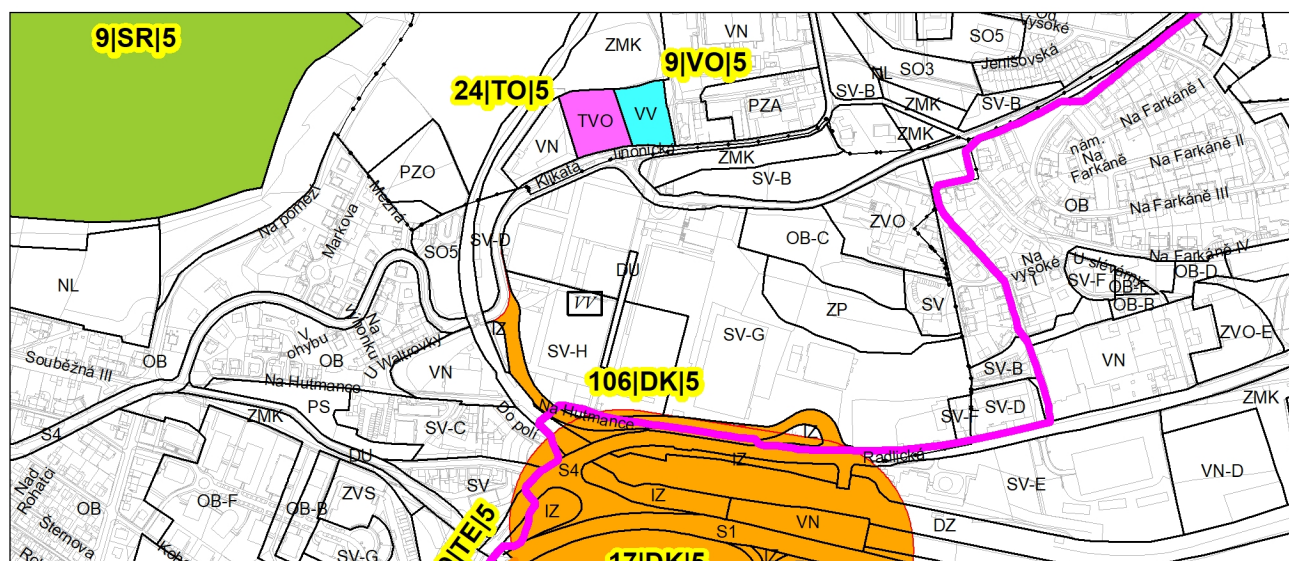 9|SR|5
ZMK
VN
Od
Vysoké
SO5
Jenišovská
9|VO|5
24|TO|5
NL
SO3
SV-B
ZMK
SV-B
TVO
VV
PZA
ZMK
Na Farkáně I
nám.
Na
Farkáně
Na Farkáně II
VN
Jinonická
Klikatá
ZMK
SV-B
PZO
Mezná
Na pomezí
Markova
OB
Na Farkáně III
ZVO
OB-C
SO5
SV-D
Na
vysoké
I
U slévárny
Na Farkáně IV
SV-F
OB-D
OB-F
OB-B
NL
DU
VV
ZP
SV
IZ
SV-G
ZVO-E
Na
Vinohku
U Waltrovky
V
ohybu
OB
OB
Souběžná III
SV-H
VN
SV-B
VN
106|DK|5
Na Hutmance
PS
ZMK
Na Hutmance
Do polí
SV-D
ZMK
SV-C
S4
DU
Radlická
IZ
S4
SV
SV-E
VN-D
Nad
OB
OB-F
OB-B
ZVS
IZ
IZ
VN
DZ
Šternova
S1
SV-G
TE|5
17|DK|5